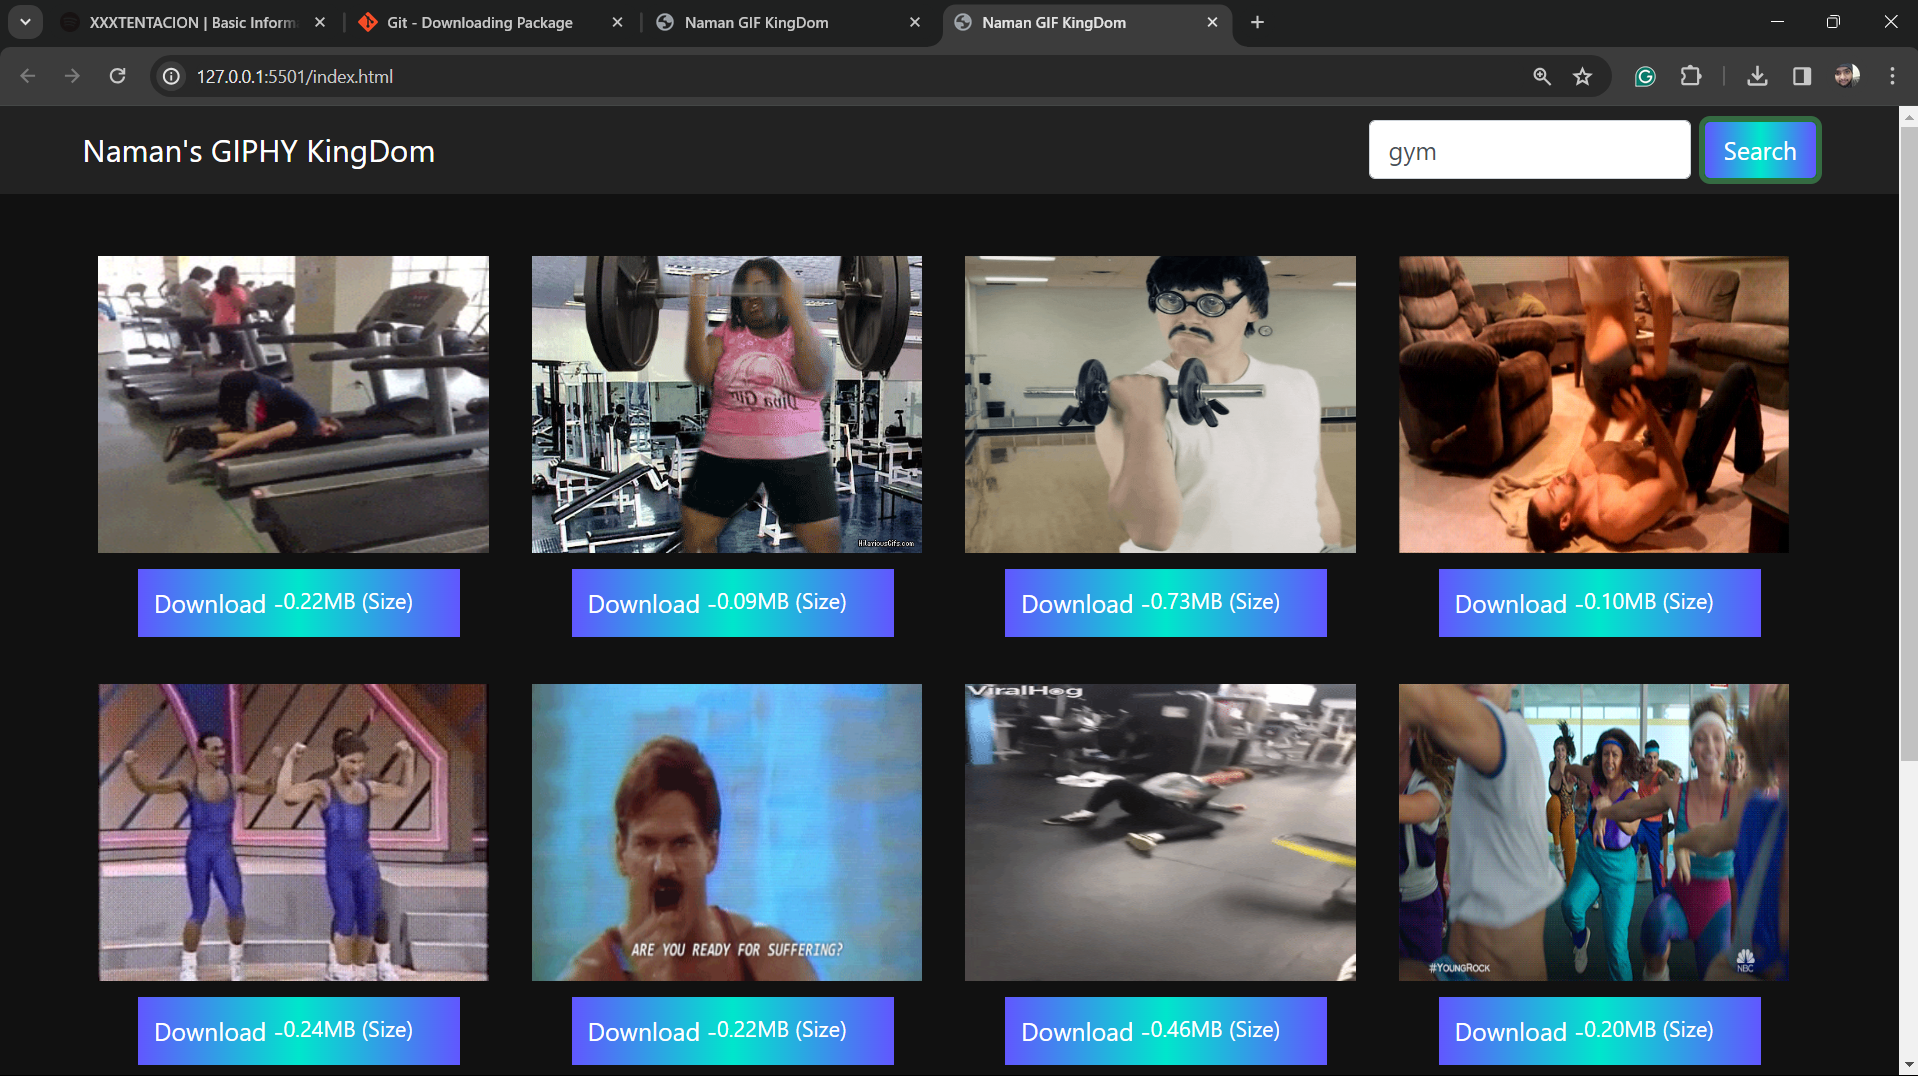 XXXTENTACION | Basic Inform
Git - Downloading Package
Naman GIF KingDom
Naman GIF KingDom
127.0.0.1:5501/index.html
Naman's GIPHY KingDom
gym
Search
HilariousGifs.com
Download -0.22MB (Size)
Download -0.09MB (Size)
Download -0.73MB (Size)
Download -0.10MB (Size)
ViralHog
ARE YOU READY FOR SUFFERING?
#YOUNGROCK
NBC
Download -0.24MB (Size)
Download -0.22MB (Size)
Download -0.46MB (Size)
Download -0.20MB (Size)